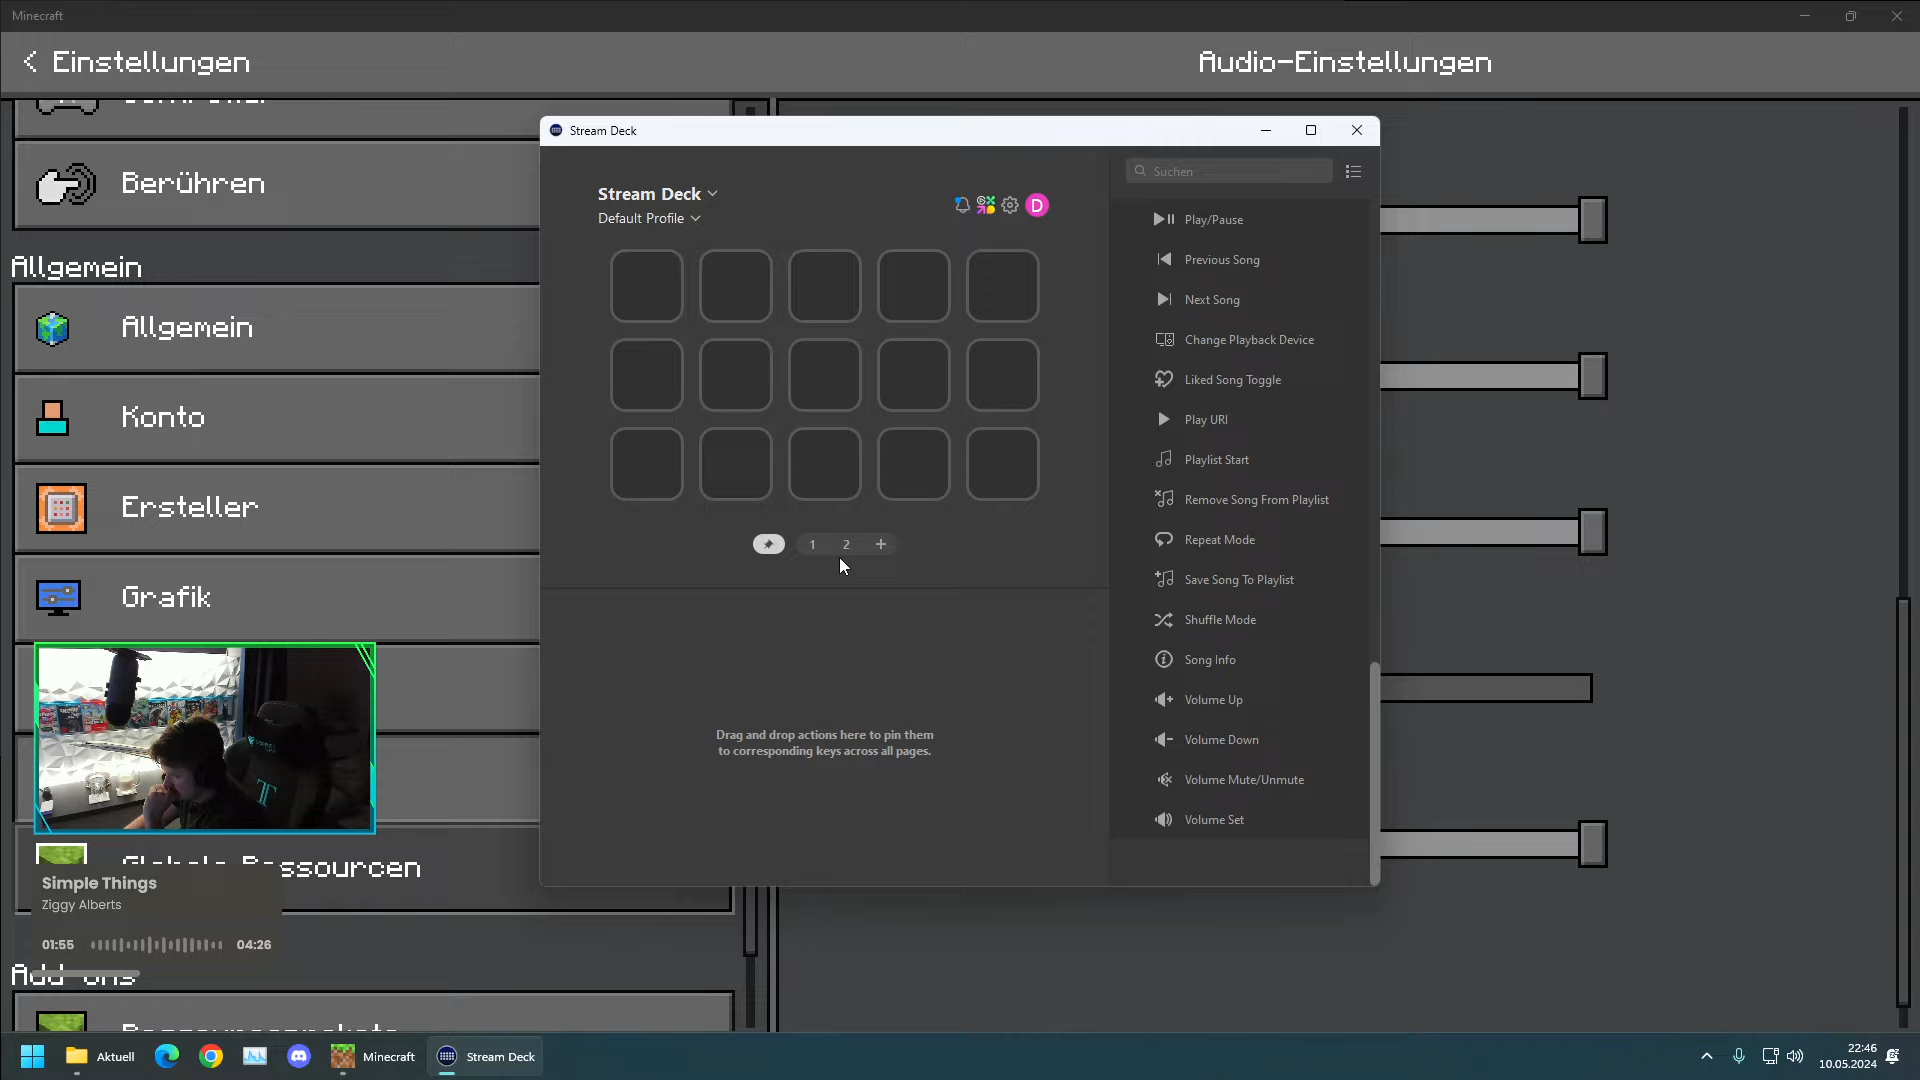 Minecraft
Einstellungen
Audio-Einstellungen
Berühren
Allgemein
Allgemein
Konto
Ersteller
Grafik
Stream Deck
Stream Deck
Default Profile
D
1
2
Drag and drop actions here to pin them
to corresponding keys across all pages.
Suchen
Play/Pause
Previous Song
Next Song
Change Playback Device
Liked Song Toggle
Play URI
Playlist Start
Remove Song From Playlist
Repeat Mode
Save Song To Playlist
Shuffle Mode
Song Info
Volume Up
Volume Down
Volume Mute/Unmute
Volume Set
Globale Ressourcen
Simple Things
Ziggy Alberts
01:55
04:26
Add-ons
Aktuell
Minecraft
Stream Deck
22:46
10.05.2024